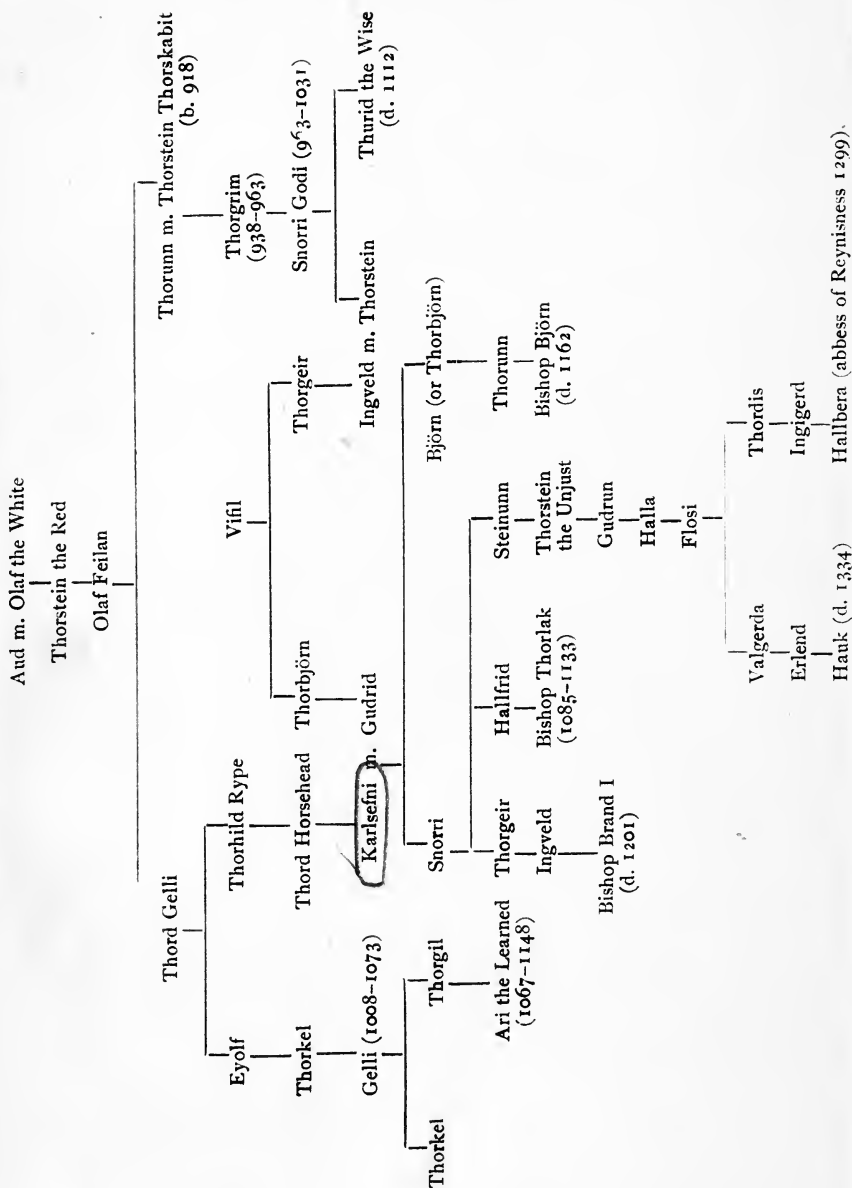 Aud m. Olaf the White
Thorstein the Red
Olaf Feilan
Thord Gelli
Thorunn m. Thorstein Thorskabit
(b. 918)
Eyolf
Thorhild Rype
Vifil
Thorgrim
(938–963)
Thorkel
Thord Horsehead
Thorbjörn
Thorgeir
Snorri Godi (963–1031)
Gelli (1008–1073)
Karlsefni m. Gudrid
Ingveld m. Thorstein
Thurid the Wise
(d. 1112)
Thorkel
Thorgil
Snorri
Björn (or Thorbjörn)
Ari the Learned
(1067–1148)
Thorgeir
Hallfrid
Steinunn
Thorunn
Ingveld
Bishop Thorlak
(1085–1133)
Thorstein
the Unjust
Bishop Björn
(d. 1162)
Bishop Brand I
(d. 1201)
Gudrun
Halla
Flosi
Valgerda
Thordis
Erlend
Ingigerd
Hauk (d. 1334)
Hallbera (abbess of Reynisness 1299).